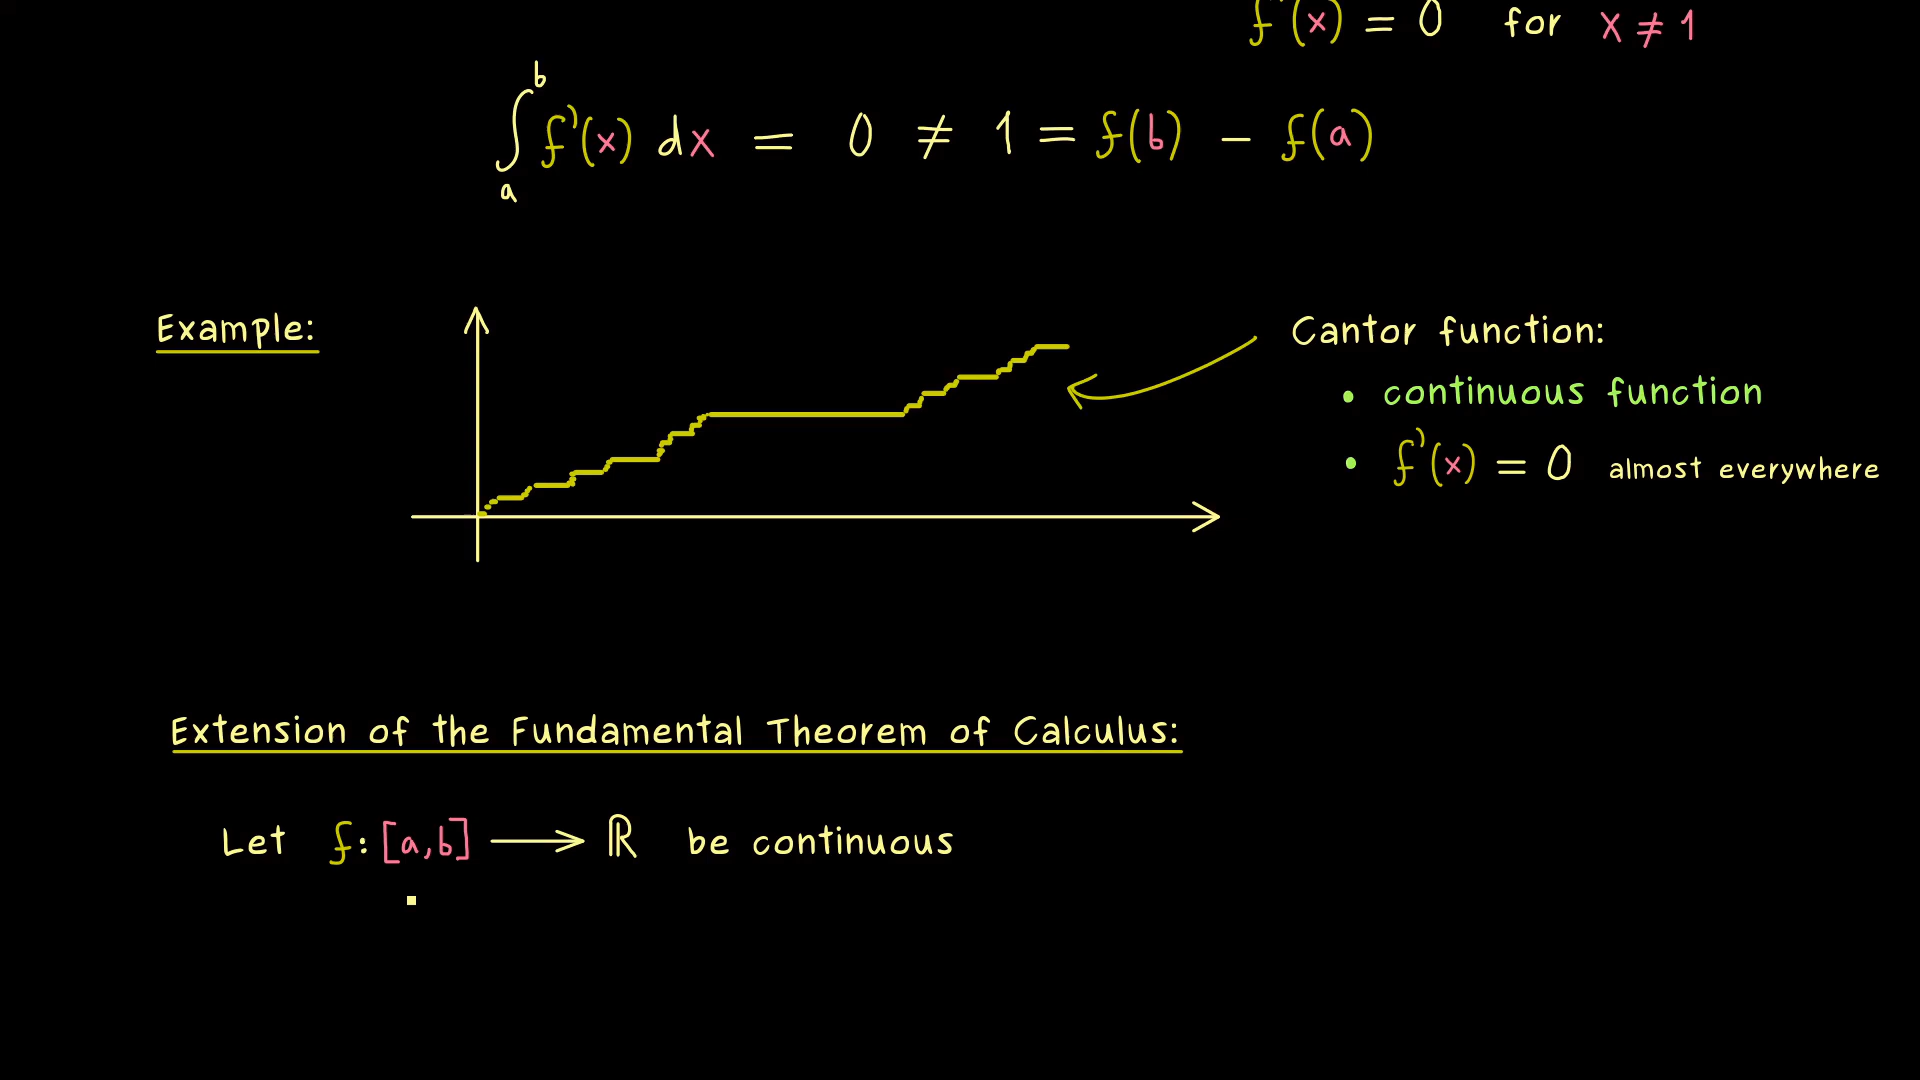 f'(x) = 0 for x ≠ 1
∫_a^b f'(x) dx = 0 ≠ 1 = f(b) − f(a)
Example:
Cantor function:
• continuous function
• f'(x) = 0 almost everywhere
Extension of the Fundamental Theorem of Calculus:
Let f: [a,b] ⟶ ℝ be continuous